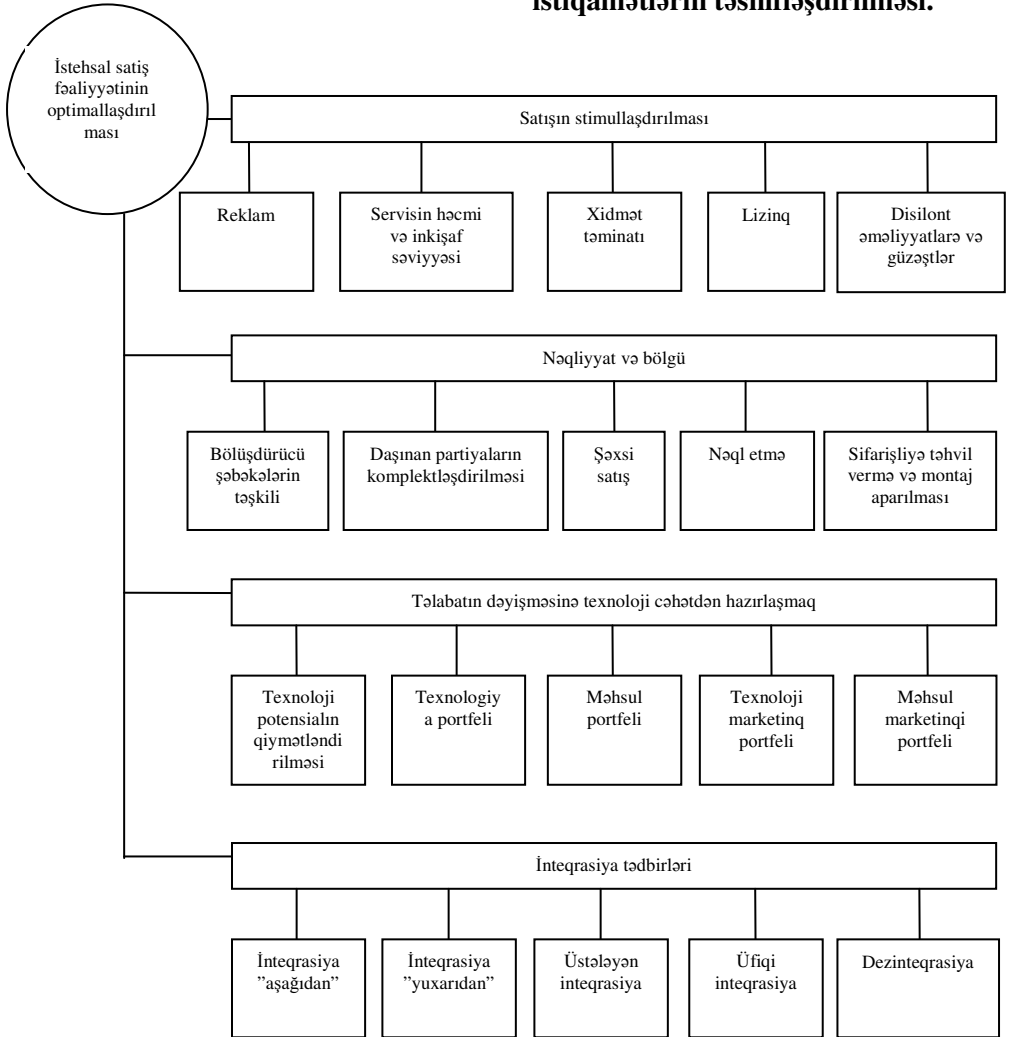 istiqamətlərin təsnifləşdirilməsi.
İstehsal satiş
fəaliyyətinin
optimallaşdırıl
ması
Satışın stimullaşdırılması
Reklam
Servisin həcmi
və inkişaf
səviyyəsi
Xidmət
təminatı
Lizinq
Disilont
əməliyyatlarə və
güzəştlər
Nəqliyyat və bölgü
Bölüşdürücü
şəbəkələrin
təşkili
Daşınan partiyaların
komplektləşdirilməsi
Şəxsi
satış
Nəql etmə
Sifarişliyə təhvil
vermə və montaj
aparılması
Tələbatın dəyişməsinə texnoloji cəhətdən hazırlaşmaq
Texnoloji
potensialın
qiymətləndi
rilməsi
Texnologiy
a portfeli
Məhsul
portfeli
Texnoloji
marketinq
portfeli
Məhsul
marketinqi
portfeli
İnteqrasiya tədbirləri
İnteqrasiya
”aşağıdan”
İnteqrasiya
”yuxarıdan”
Üstələyən
inteqrasiya
Üfiqi
inteqrasiya
Dezinteqrasiya